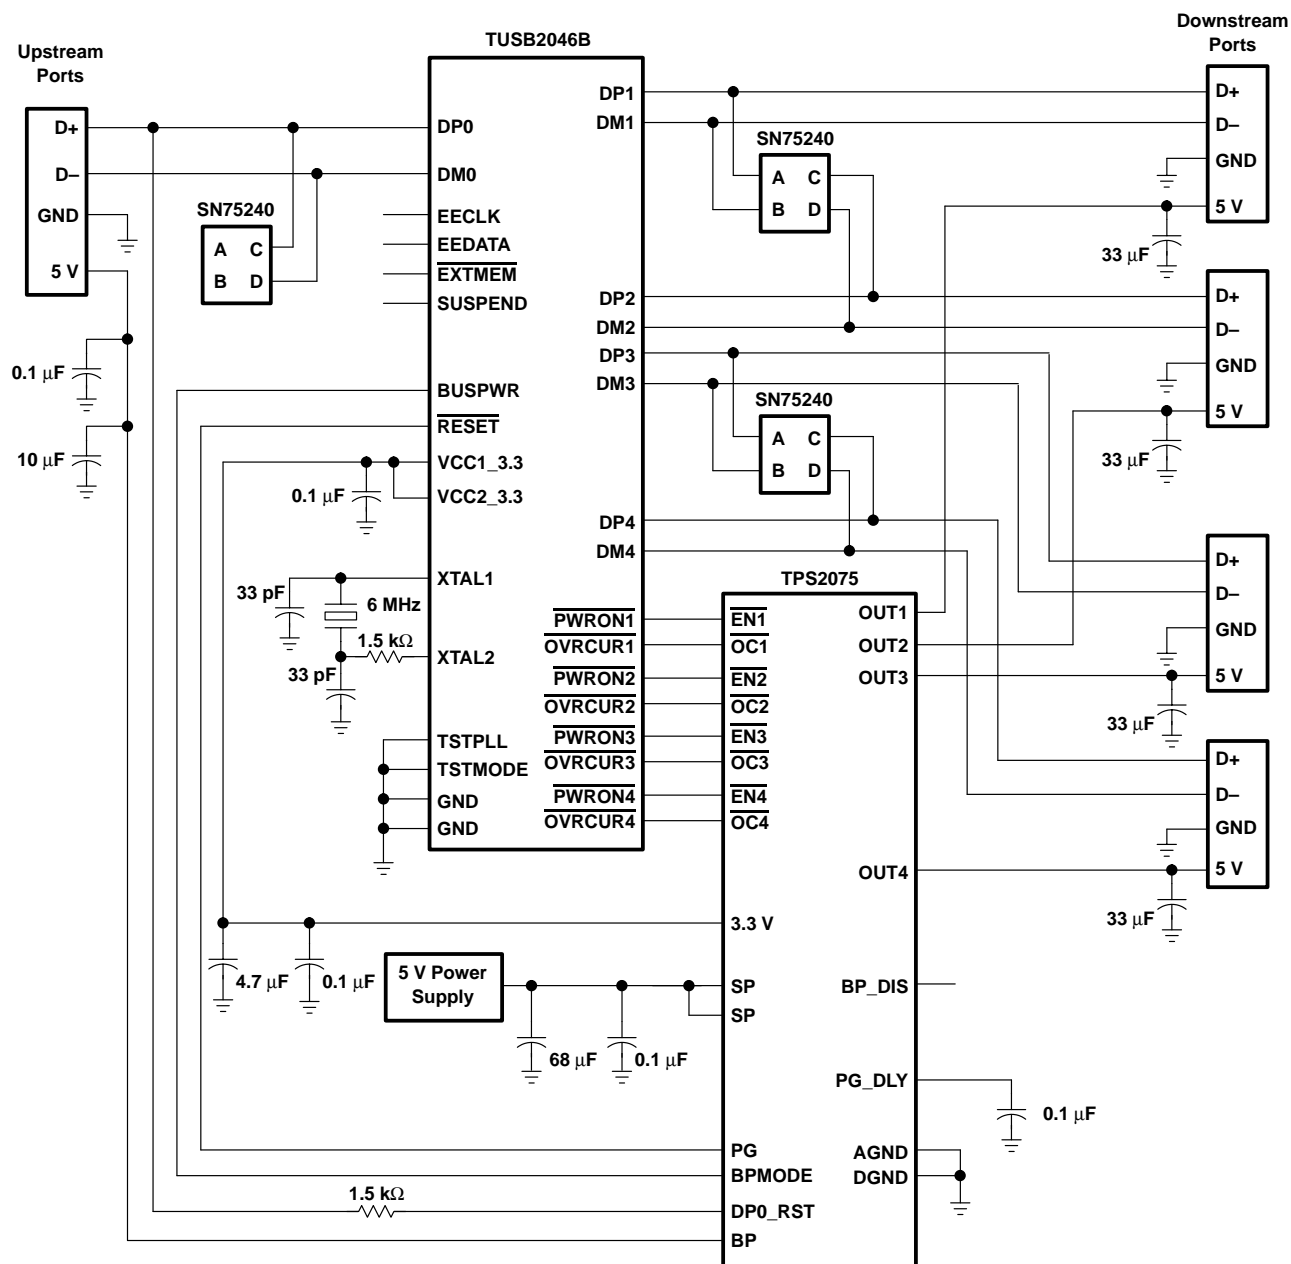 Upstream
Ports
D+
D–
GND
5 V
0.1 μF
10 μF
SN75240
A C
B D
TUSB2046B
DP0
DM0
EECLK
EEDATA
EXTMEM
SUSPEND
BUSPWR
RESET
VCC1_3.3
VCC2_3.3
0.1 μF
XTAL1
33 pF
6 MHz
1.5 kΩ
XTAL2
33 pF
TSTPLL
TSTMODE
GND
GND
DP1
DM1
DP2
DM2
DP3
DM3
DP4
DM4
PWRON1
OVRCUR1
PWRON2
OVRCUR2
PWRON3
OVRCUR3
PWRON4
OVRCUR4
SN75240
A C
B D
SN75240
A C
B D
TPS2075
EN1
OC1
EN2
OC2
EN3
OC3
EN4
OC4
3.3 V
SP
SP
PG
BPMODE
DP0_RST
BP
OUT1
OUT2
OUT3
OUT4
BP_DIS
PG_DLY
AGND
DGND
0.1 μF
4.7 μF
0.1 μF
5 V Power
Supply
68 μF
0.1 μF
1.5 kΩ
Downstream
Ports
D+
D–
GND
5 V
33 μF
D+
D–
GND
5 V
33 μF
D+
D–
GND
5 V
33 μF
D+
D–
GND
5 V
33 μF